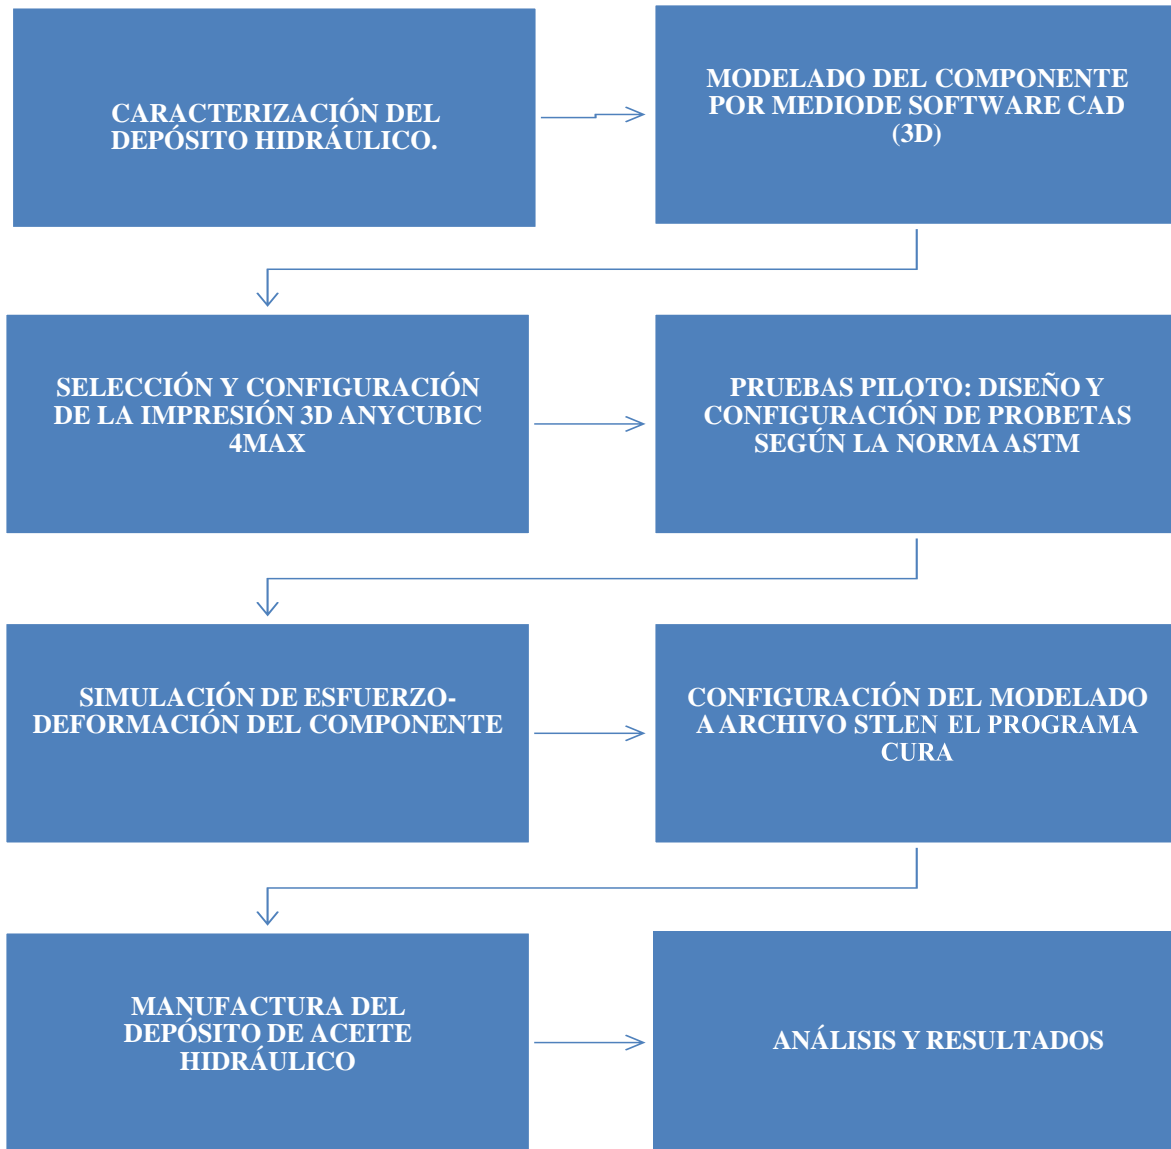 CARACTERIZACIÓN DEL
DEPÓSITO HIDRÁULICO.
MODELADO DEL COMPONENTE
POR MEDIODE SOFTWARE CAD
(3D)
SELECCIÓN Y CONFIGURACIÓN
DE LA IMPRESIÓN 3D ANYCUBIC
4MAX
PRUEBAS PILOTO: DISEÑO Y
CONFIGURACIÓN DE PROBETAS
SEGÚN LA NORMA ASTM
SIMULACIÓN DE ESFUERZO-
DEFORMACIÓN DEL COMPONENTE
CONFIGURACIÓN DEL MODELADO
A ARCHIVO STLEN EL PROGRAMA
CURA
MANUFACTURA DEL
DEPÓSITO DE ACEITE
HIDRÁULICO
ANÁLISIS Y RESULTADOS